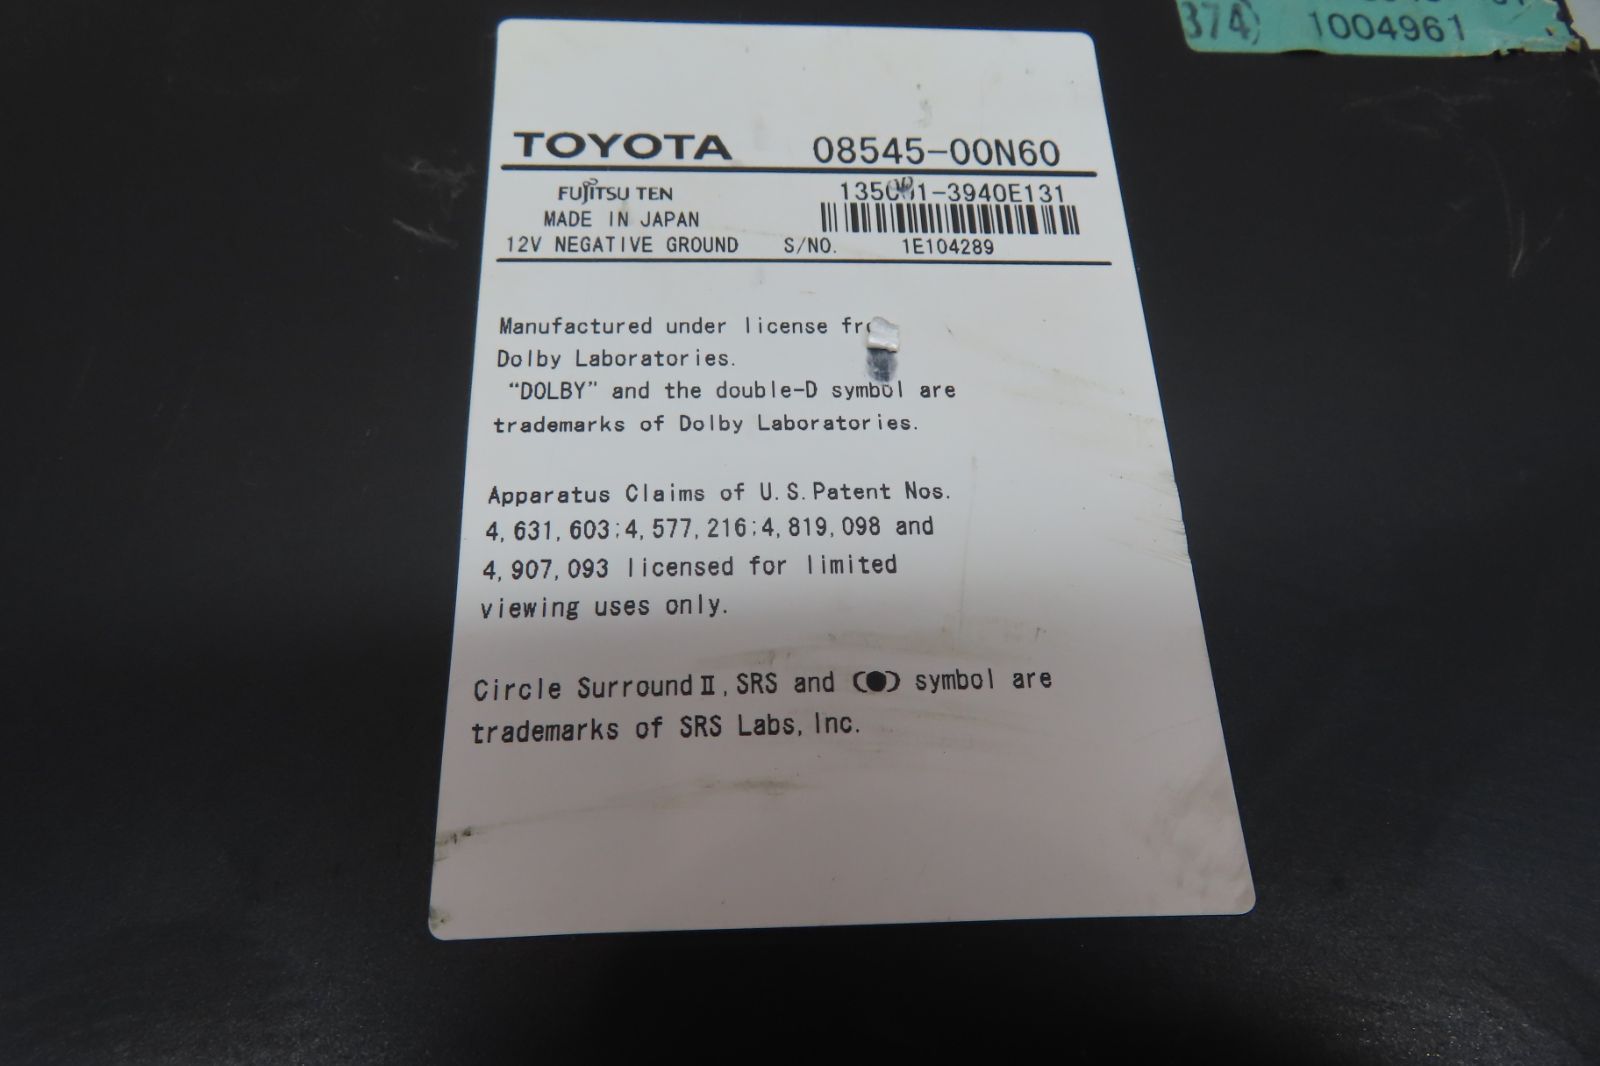 374) 1004961
TOYOTA 08545-00N60
FUJITSU TEN
MADE IN JAPAN
12V NEGATIVE GROUND S/NO. 1E104289
Manufactured under license
Dolby Laboratories.
"DOLBY" and the double-D symbol are
trademarks of Dolby Laboratories.
Apparatus Claims of U.S.Patent Nos.
4,631,603;4,577,216;4,819,098 and
4,907,093 licensed for limited
viewing uses only.
Circle Surround II, SRS and (●) symbol are
trademarks of SRS Labs, Inc.